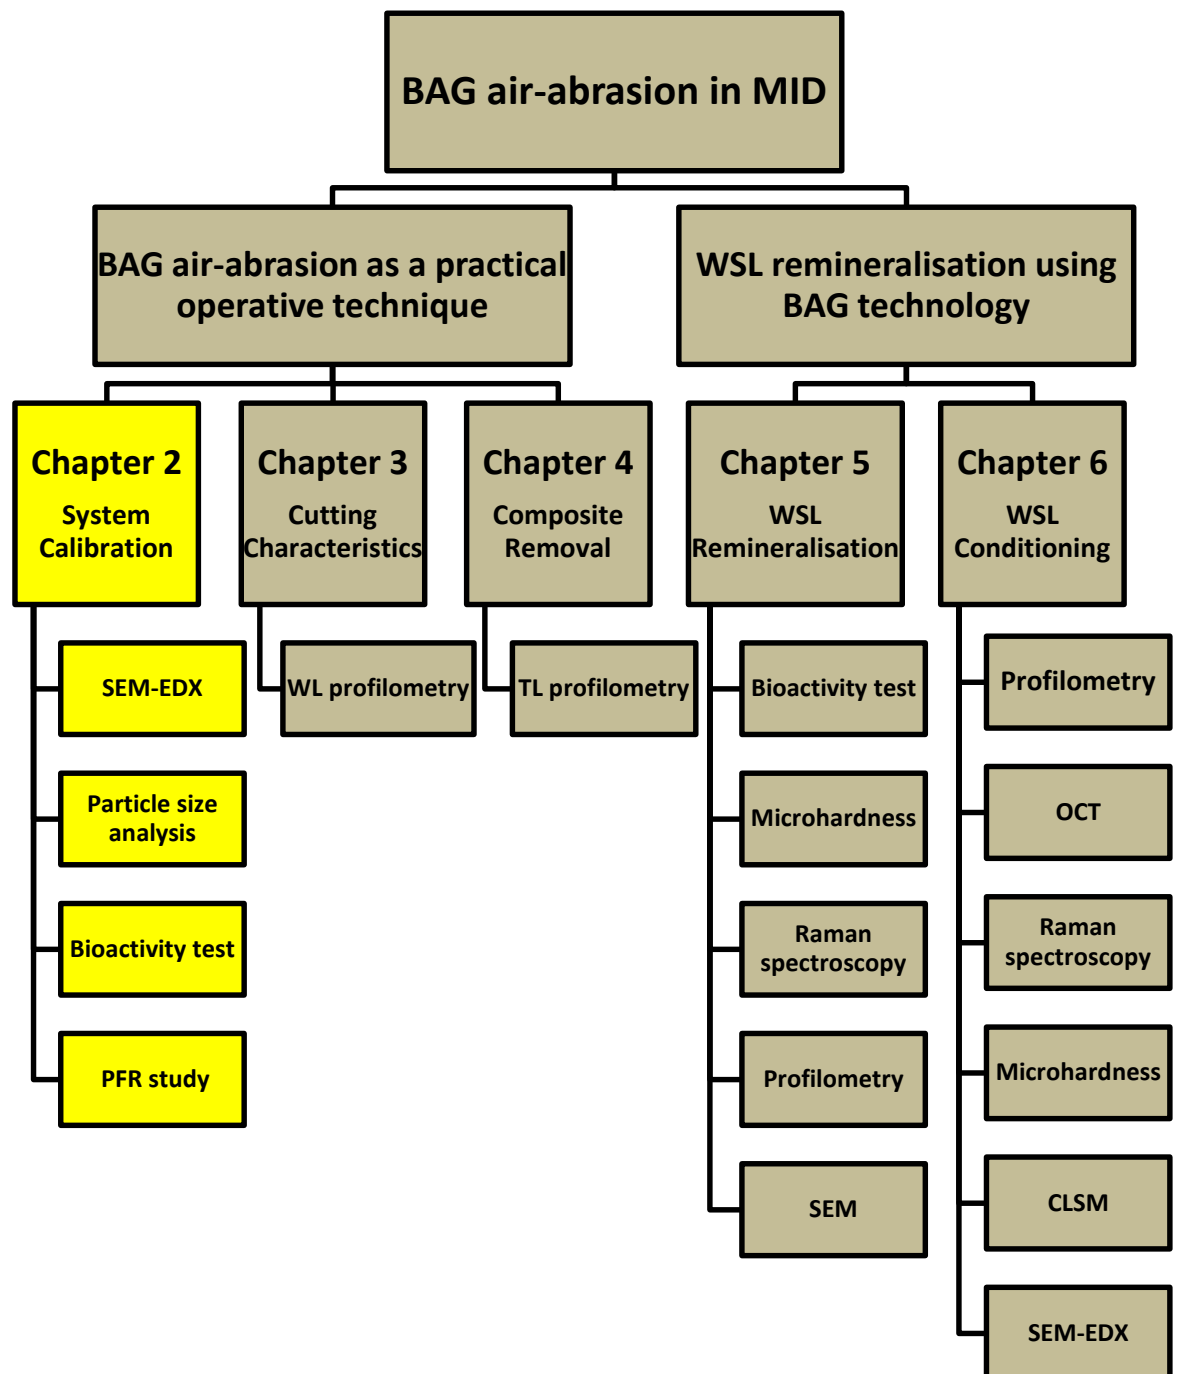 BAG air-abrasion in MID
BAG air-abrasion as a practical
operative technique
WSL remineralisation using
BAG technology
Chapter 2
System
Calibration
SEM-EDX
Particle size
analysis
Bioactivity test
PFR study
Chapter 3
Cutting
Characteristics
WL profilometry
Chapter 4
Composite
Removal
TL profilometry
Chapter 5
WSL
Remineralisation
Bioactivity test
Microhardness
Raman
spectroscopy
Profilometry
SEM
Chapter 6
WSL
Conditioning
Profilometry
OCT
Raman
spectroscopy
Microhardness
CLSM
SEM-EDX